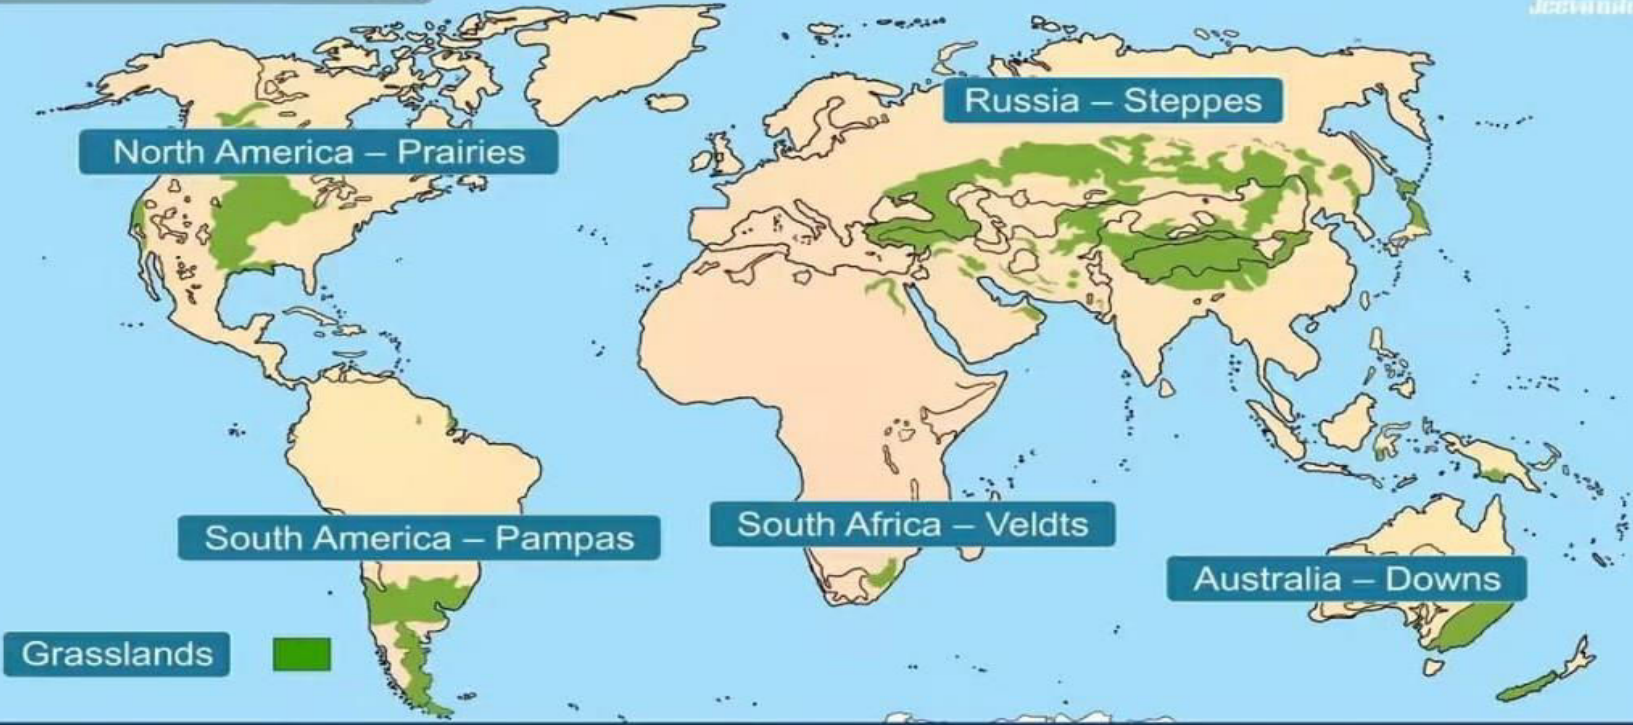 Russia – Steppes
North America – Prairies
South Africa – Veldts
South America – Pampas
Australia – Downs
Grasslands